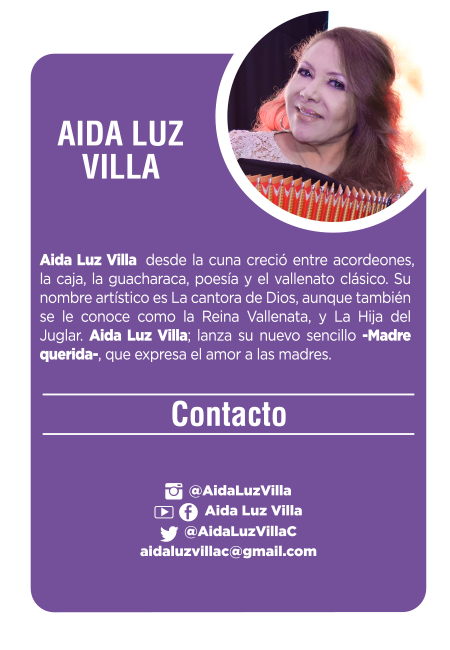 AIDA LUZ
VILLA
Aida Luz Villa desde la cuna creció entre acordeones,
la caja, la guacharaca, poesía y el vallenato clásico. Su
nombre artístico es La cantora de Dios, aunque también
se le conoce como la Reina Vallenata, y La Hija del
Juglar. Aida Luz Villa; lanza su nuevo sencillo -Madre
querida-, que expresa el amor a las madres.
Contacto
@AidaLuzVilla
Aida Luz Villa
@AidaLuzVillaC
aidaluzvillac@gmail.com